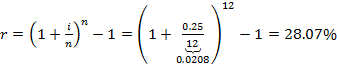 r = (1 + i/n)^n − 1 = (1 + 0.25/12)^12 − 1 = 28.07%
0.0208